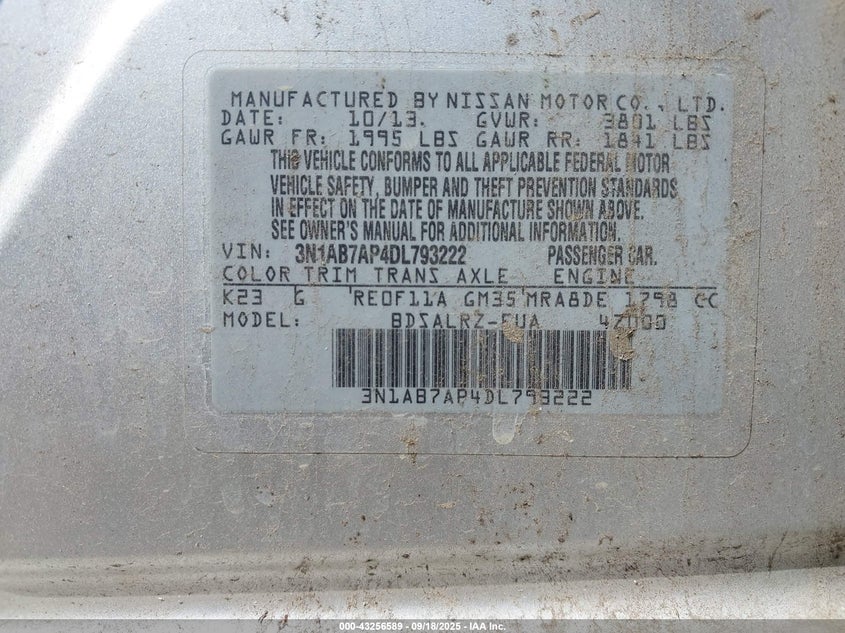 MANUFACTURED BY NISSAN MOTOR CO., LTD.
DATE: 10/13. GVWR: 3801 LBS
GAWR FR: 1995 LBS GAWR RR: 1841 LBS
THIS VEHICLE CONFORMS TO ALL APPLICABLE FEDERAL MOTOR
VEHICLE SAFETY, BUMPER AND THEFT PREVENTION STANDARDS
IN EFFECT ON THE DATE OF MANUFACTURE SHOWN ABOVE.
SEE OWNER'S MANUAL FOR ADDITIONAL INFORMATION.
VIN: 3N1AB7AP4DL793222 PASSENGER CAR.
COLOR TRIM TRANS AXLE ENGINE
K23 G RE0F11A GM35 MRA8DE 1798 CC
MODEL: BDSALRZ-EUA
3N1AB7AP4DL793222
000-43256589 - 09/18/2025 - IAA Inc.